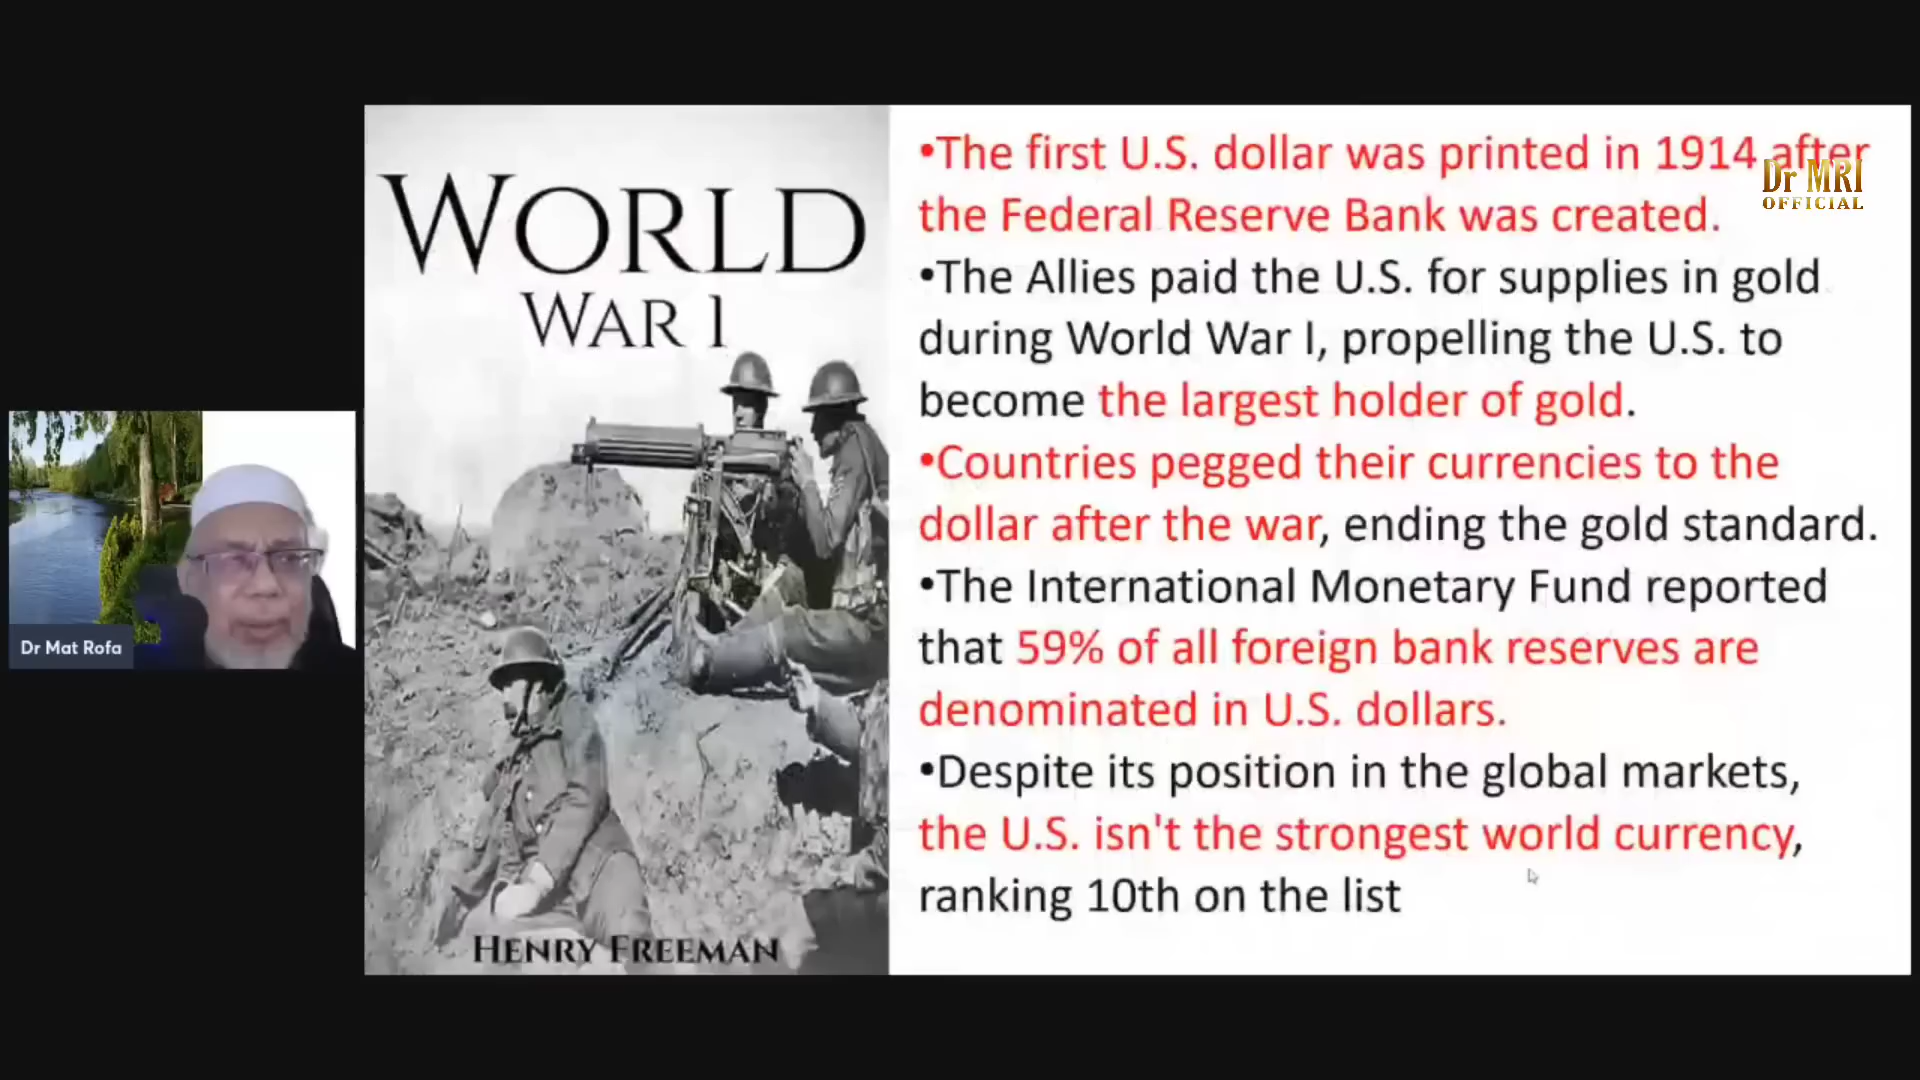 WORLD
WAR I
HENRY FREEMAN
•The first U.S. dollar was printed in 1914 after
the Federal Reserve Bank was created.
•The Allies paid the U.S. for supplies in gold
during World War I, propelling the U.S. to
become the largest holder of gold.
•Countries pegged their currencies to the
dollar after the war, ending the gold standard.
•The International Monetary Fund reported
that 59% of all foreign bank reserves are
denominated in U.S. dollars.
•Despite its position in the global markets,
the U.S. isn't the strongest world currency,
ranking 10th on the list
Dr MRI
OFFICIAL
Dr Mat Rofa